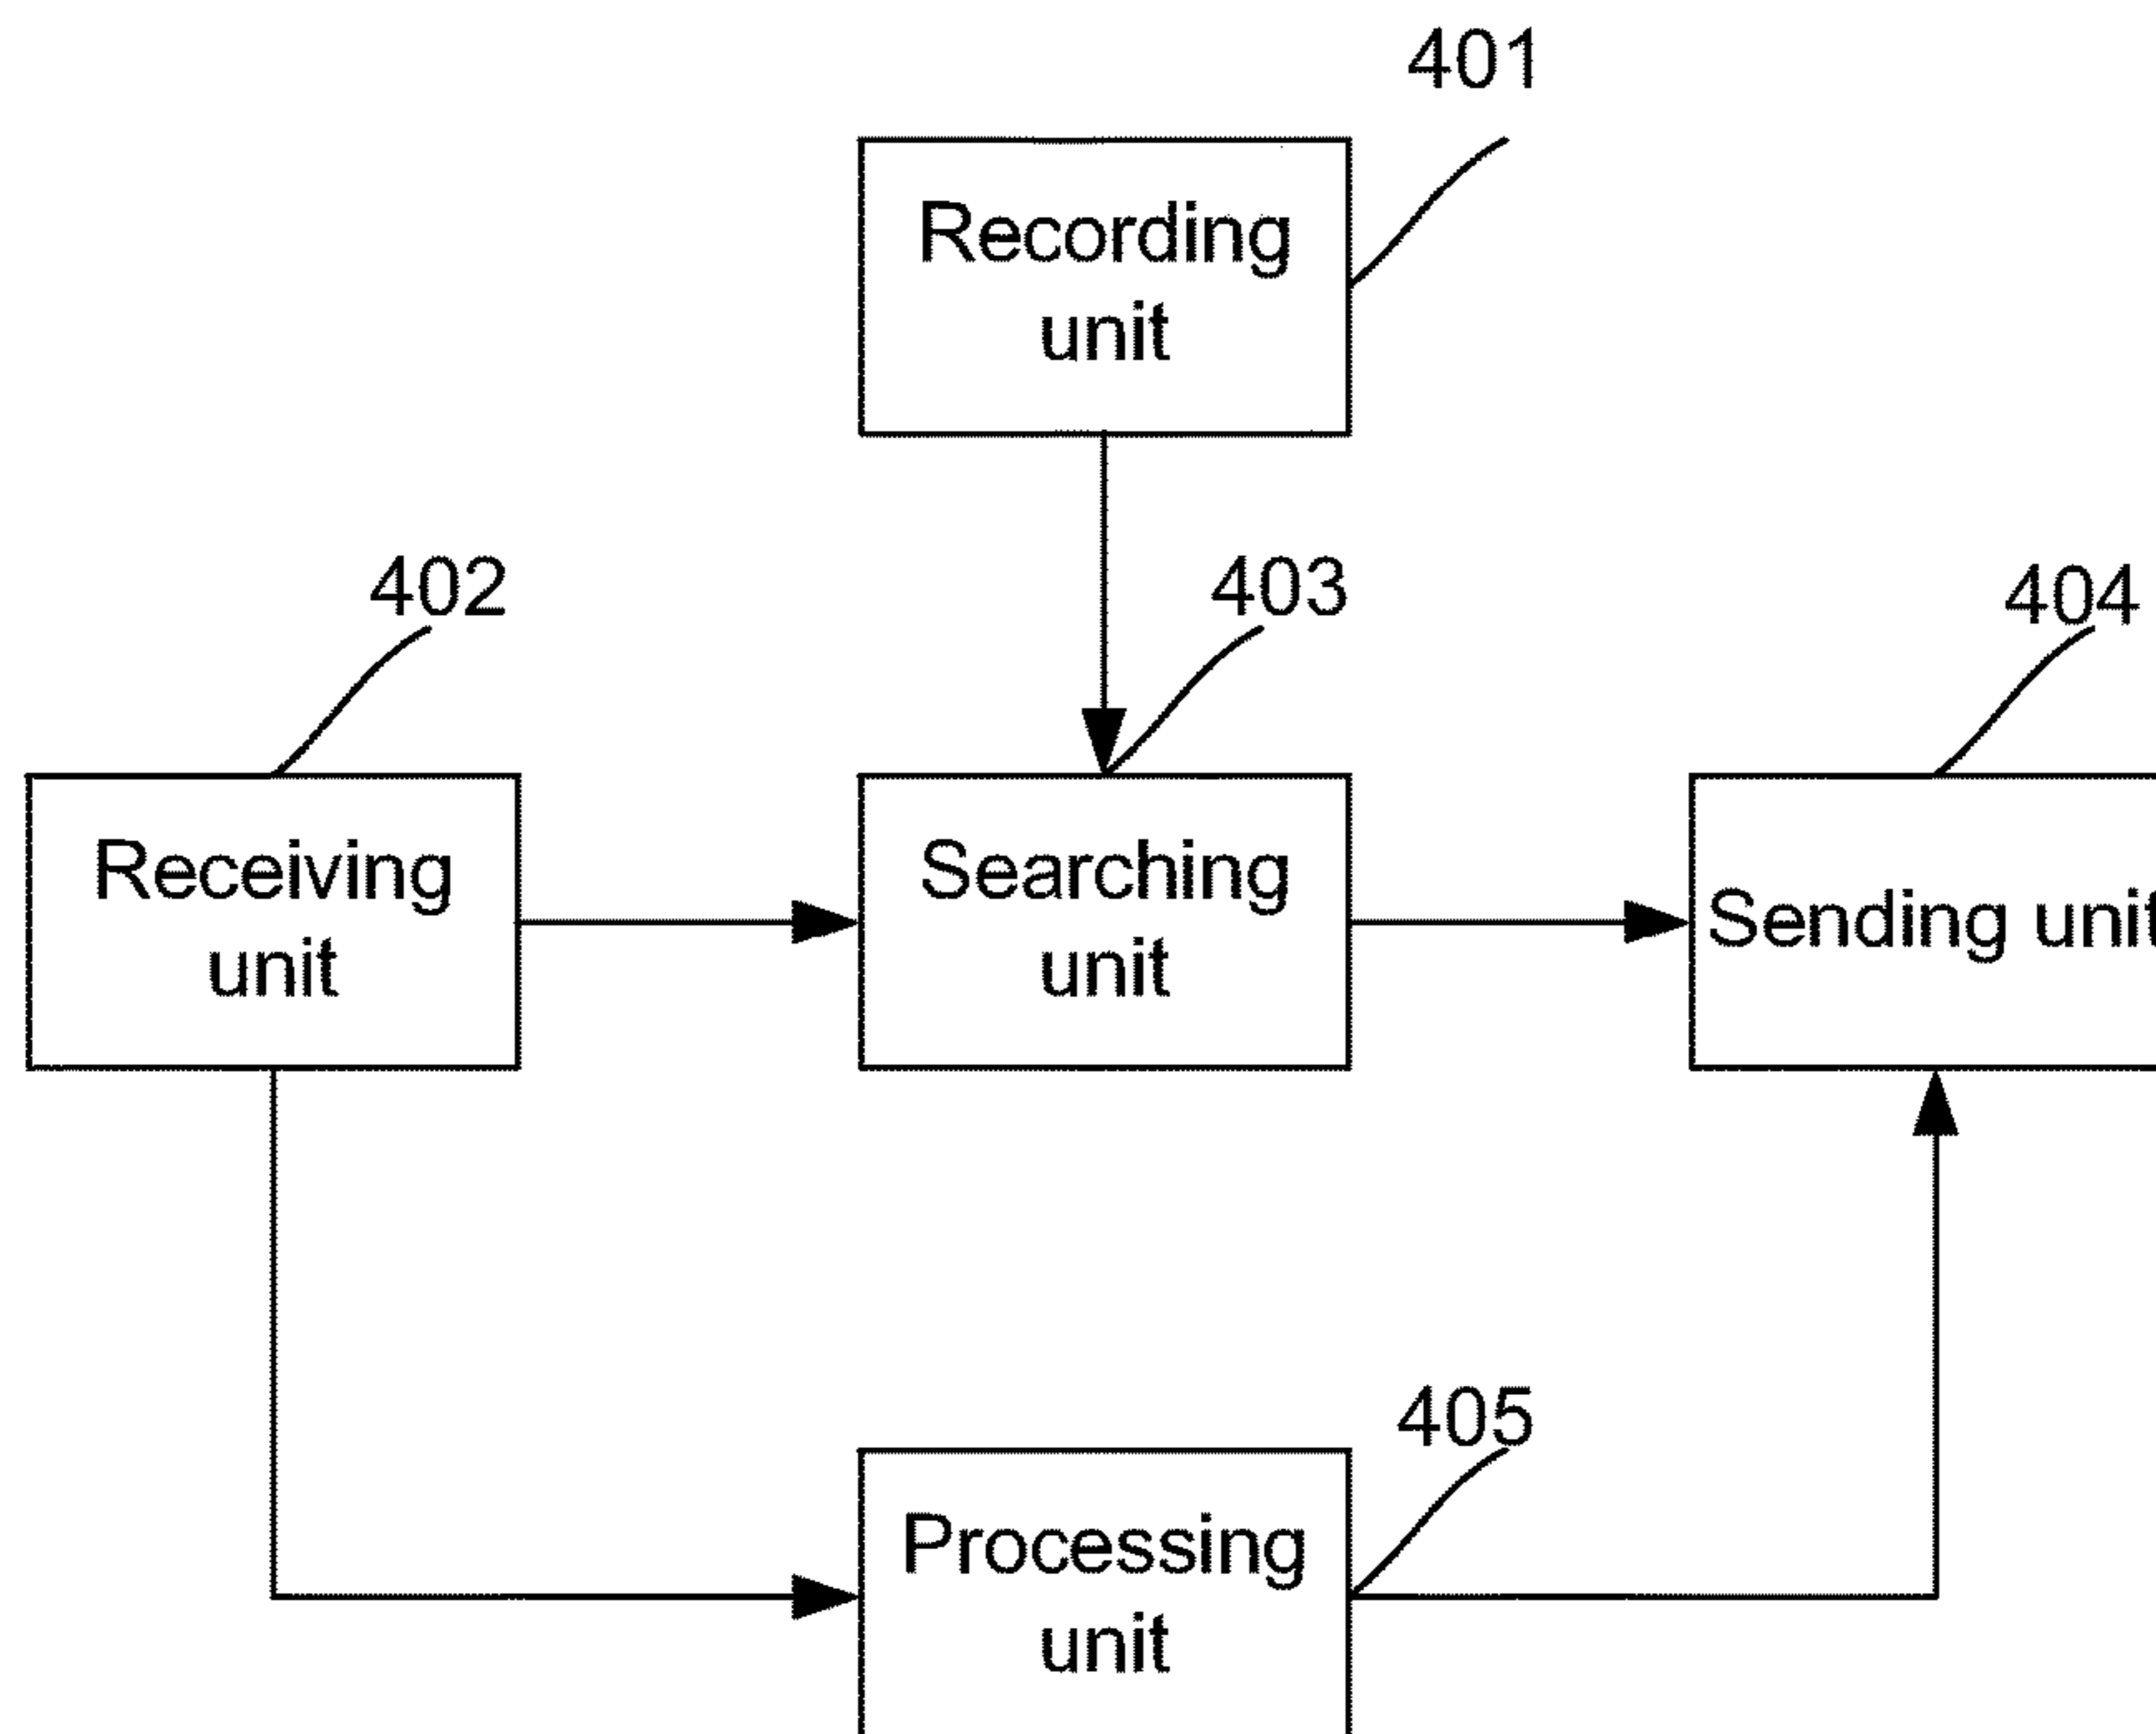 401
Recording
unit
402
403
404
Receiving
unit
Searching
unit
Sending unit
405
Processing
unit